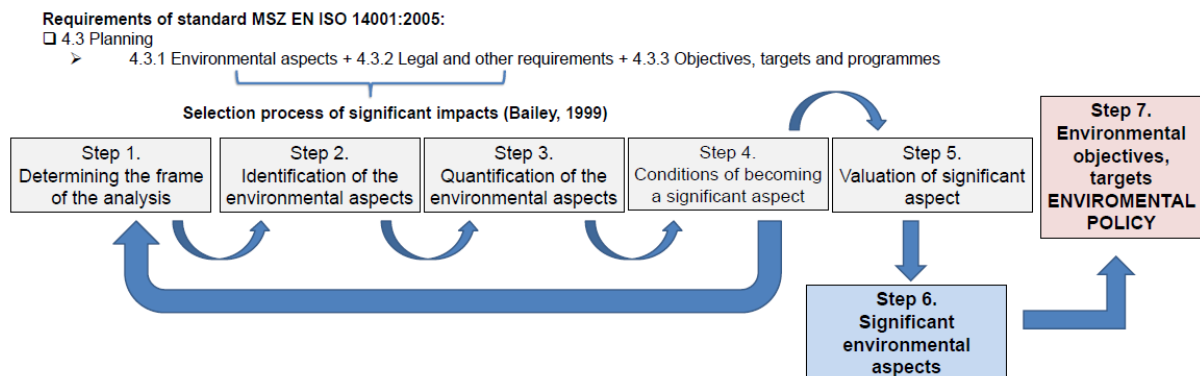 Requirements of standard MSZ EN ISO 14001:2005:
❑ 4.3 Planning
➢ 4.3.1 Environmental aspects + 4.3.2 Legal and other requirements + 4.3.3 Objectives, targets and programmes
Selection process of significant impacts (Bailey, 1999)
Step 1.
Determining the frame
of the analysis
Step 2.
Identification of the
environmental aspects
Step 3.
Quantification of the
environmental aspects
Step 4.
Conditions of becoming
a significant aspect
Step 5.
Valuation of significant
aspect
Step 6.
Significant
environmental
aspects
Step 7.
Environmental
objectives,
targets
ENVIROMENTAL
POLICY